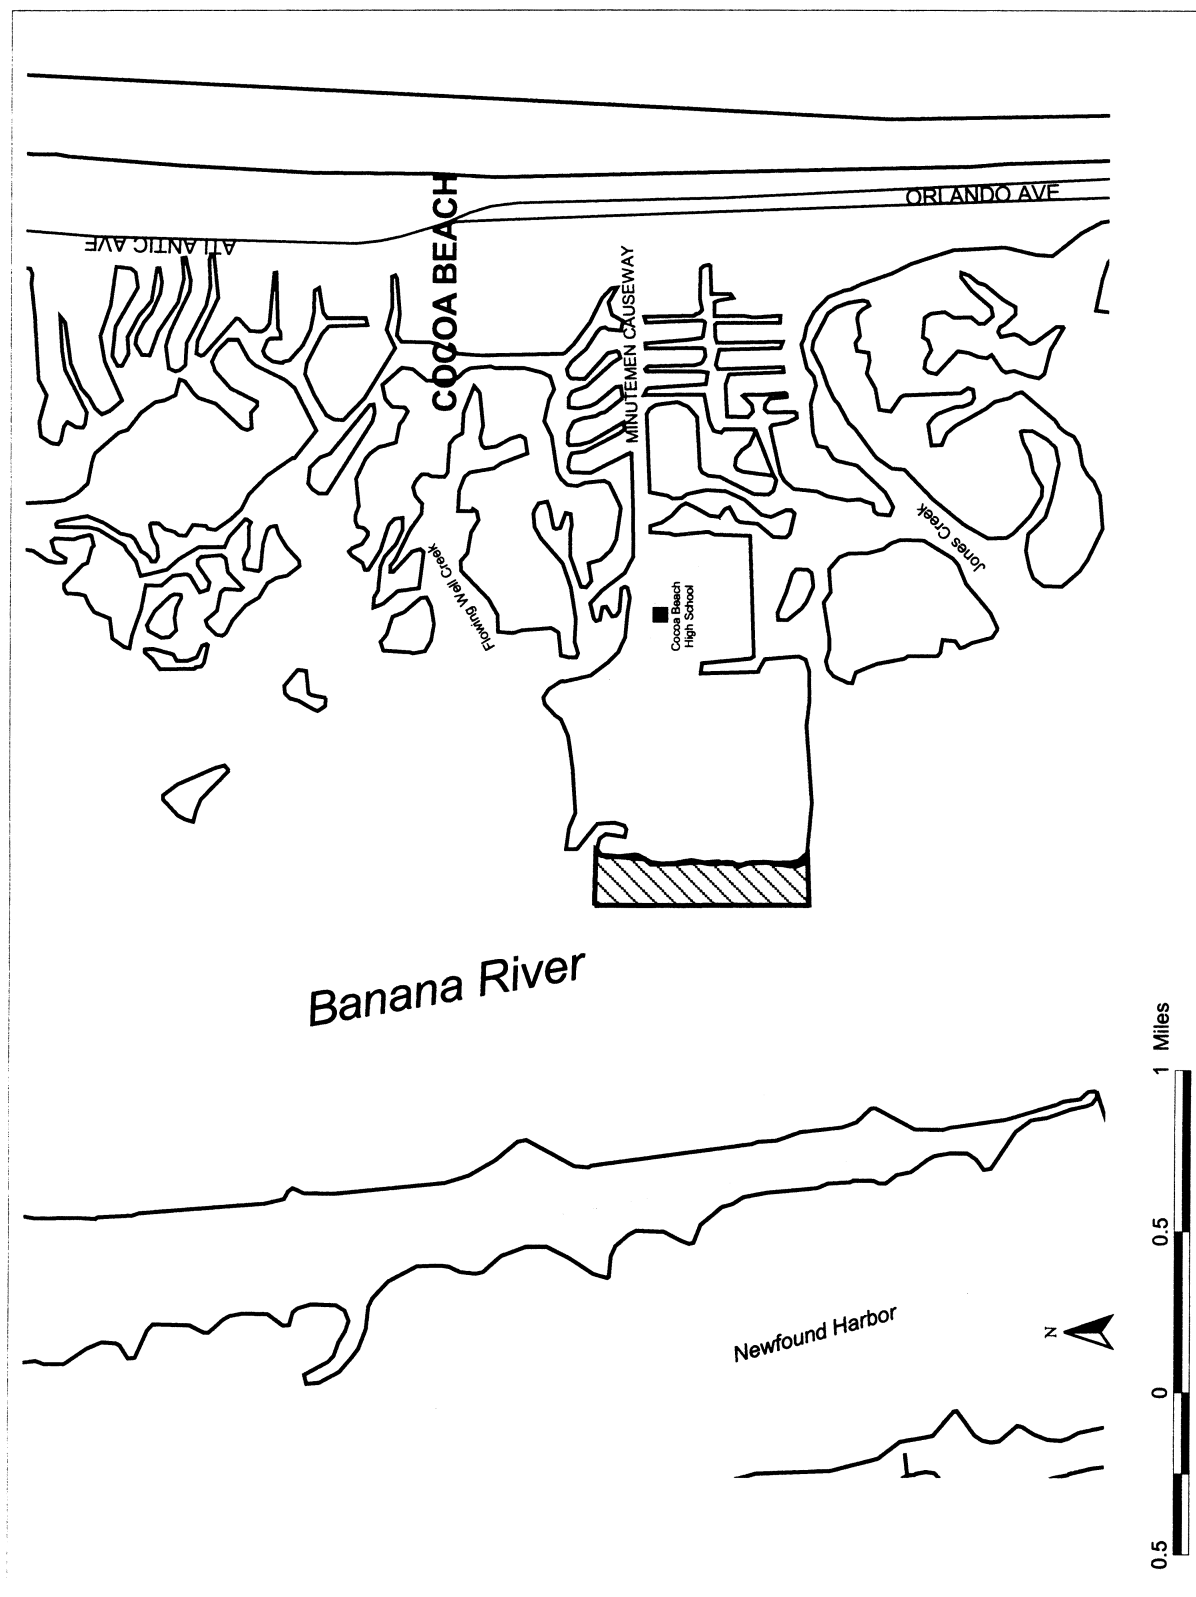 ATLANTIC AVE
COCOA BEACH
ORLANDO AVE
MINUTEMEN CAUSEWAY
Flowing Well Creek
Cocoa Beach
High School
Jones Creek
Banana River
Newfound Harbor
N
0.5
0
0.5
1 Miles